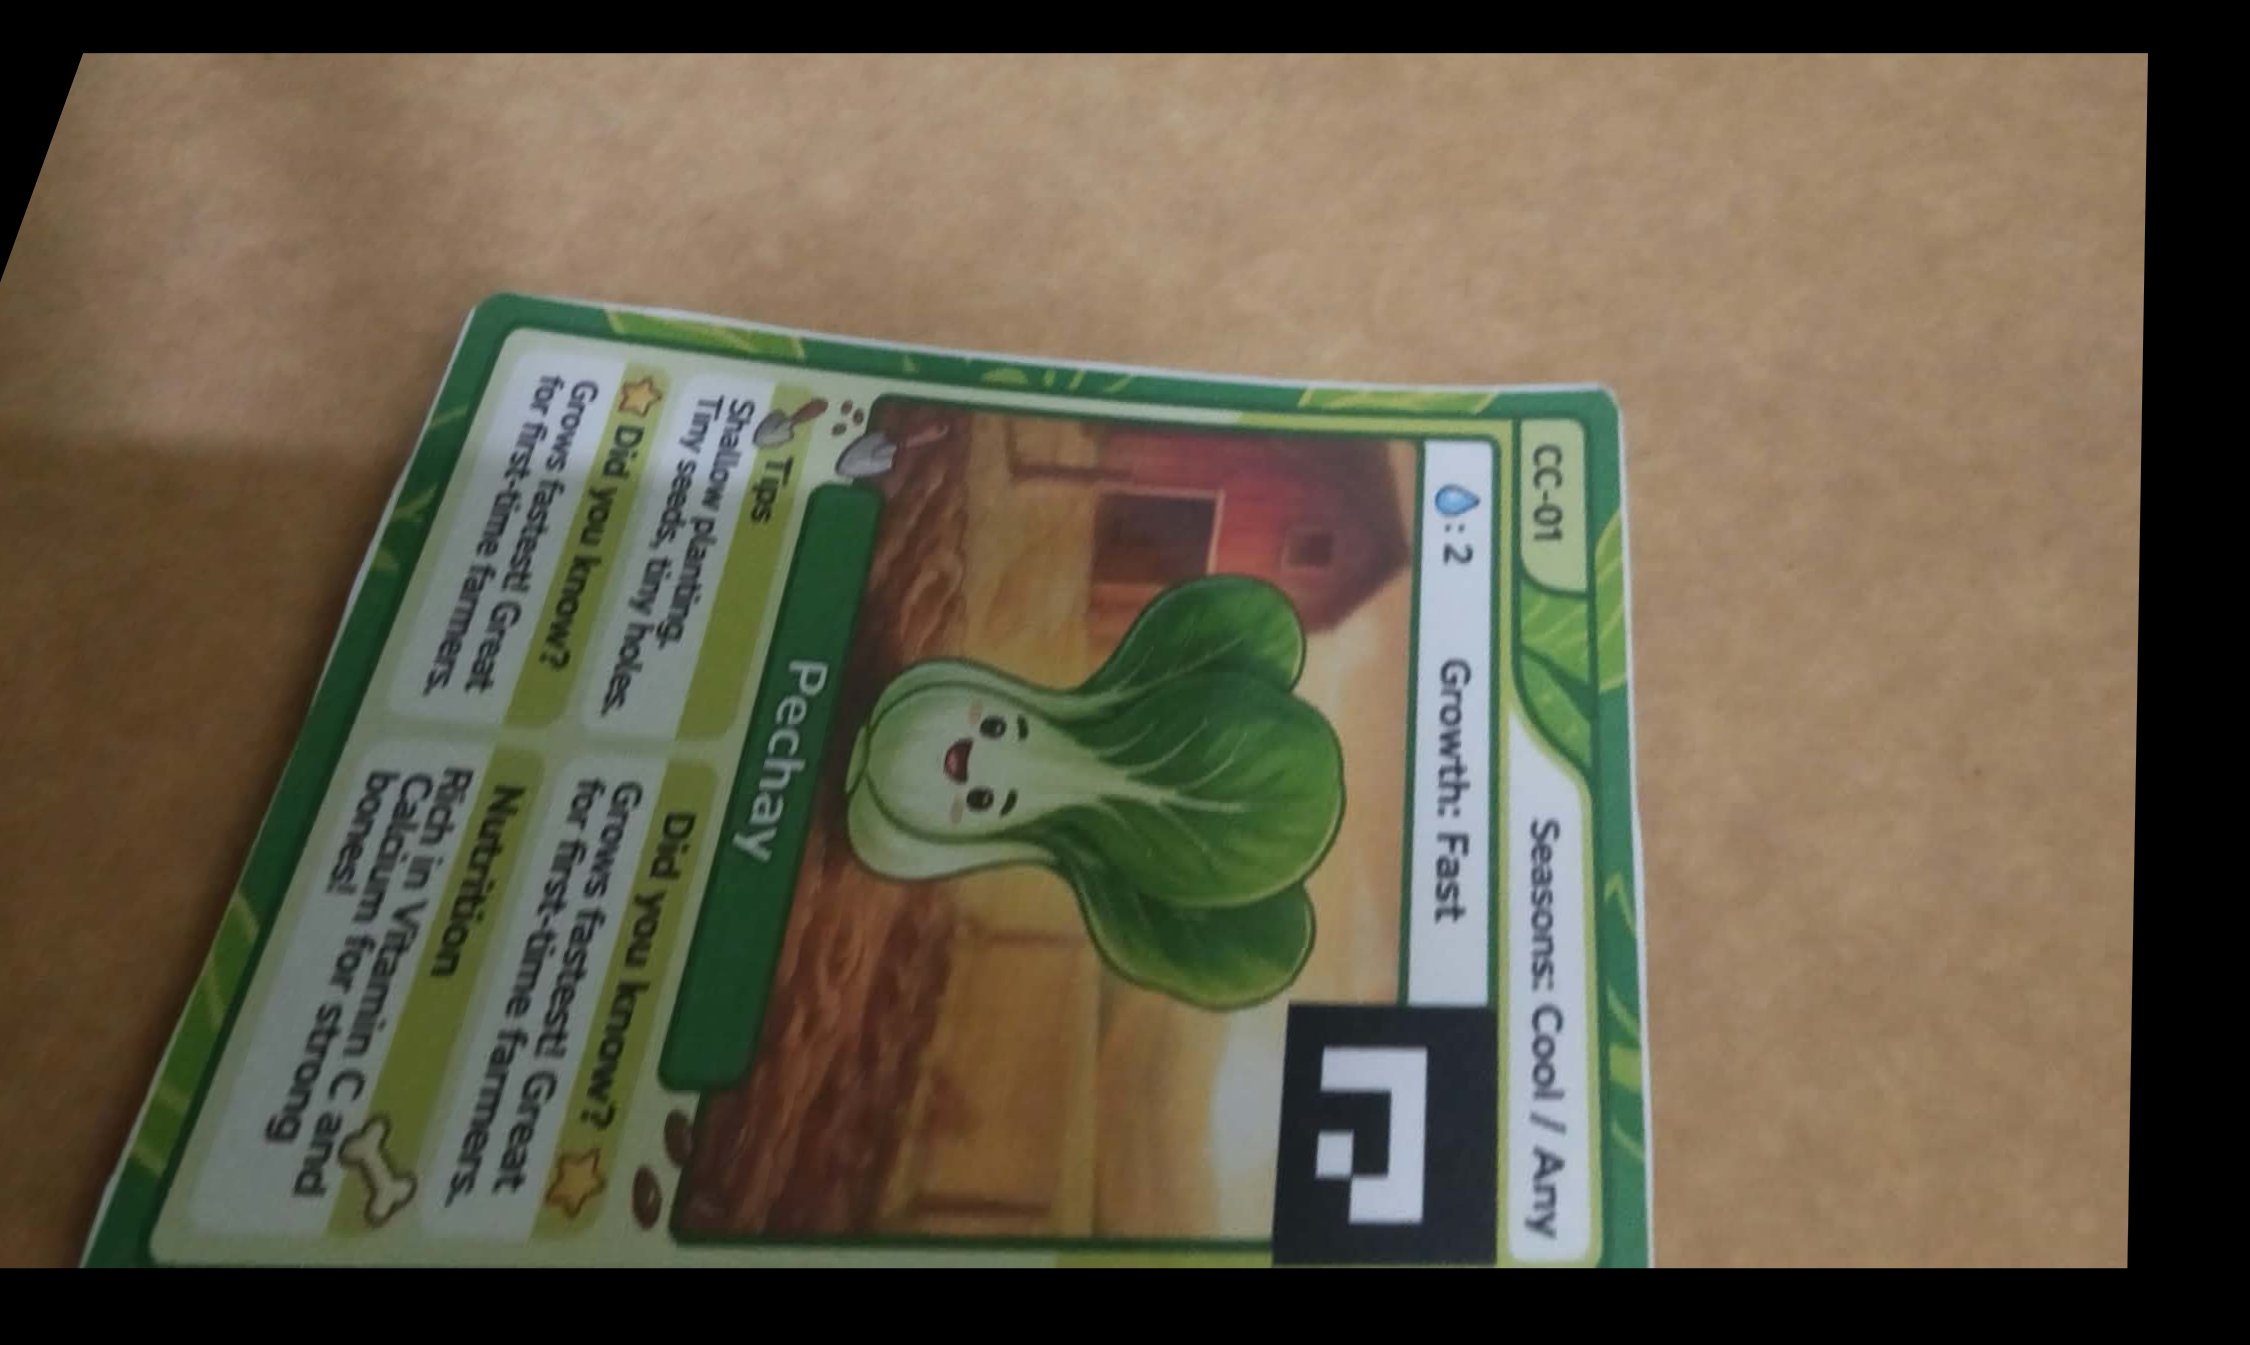 CC-01
Seasons: Cool / Any
: 2 Growth: Fast
Pechay
Tips:
Shallow planting.
Tiny seeds, tiny holes.
Did you know?
Grows fastest! Great
for first-time farmers.
Did you know?
Grows fastest! Great
for first-time farmers.
Nutrition
Rich in Vitamin C and
Calcium for strong
bones!